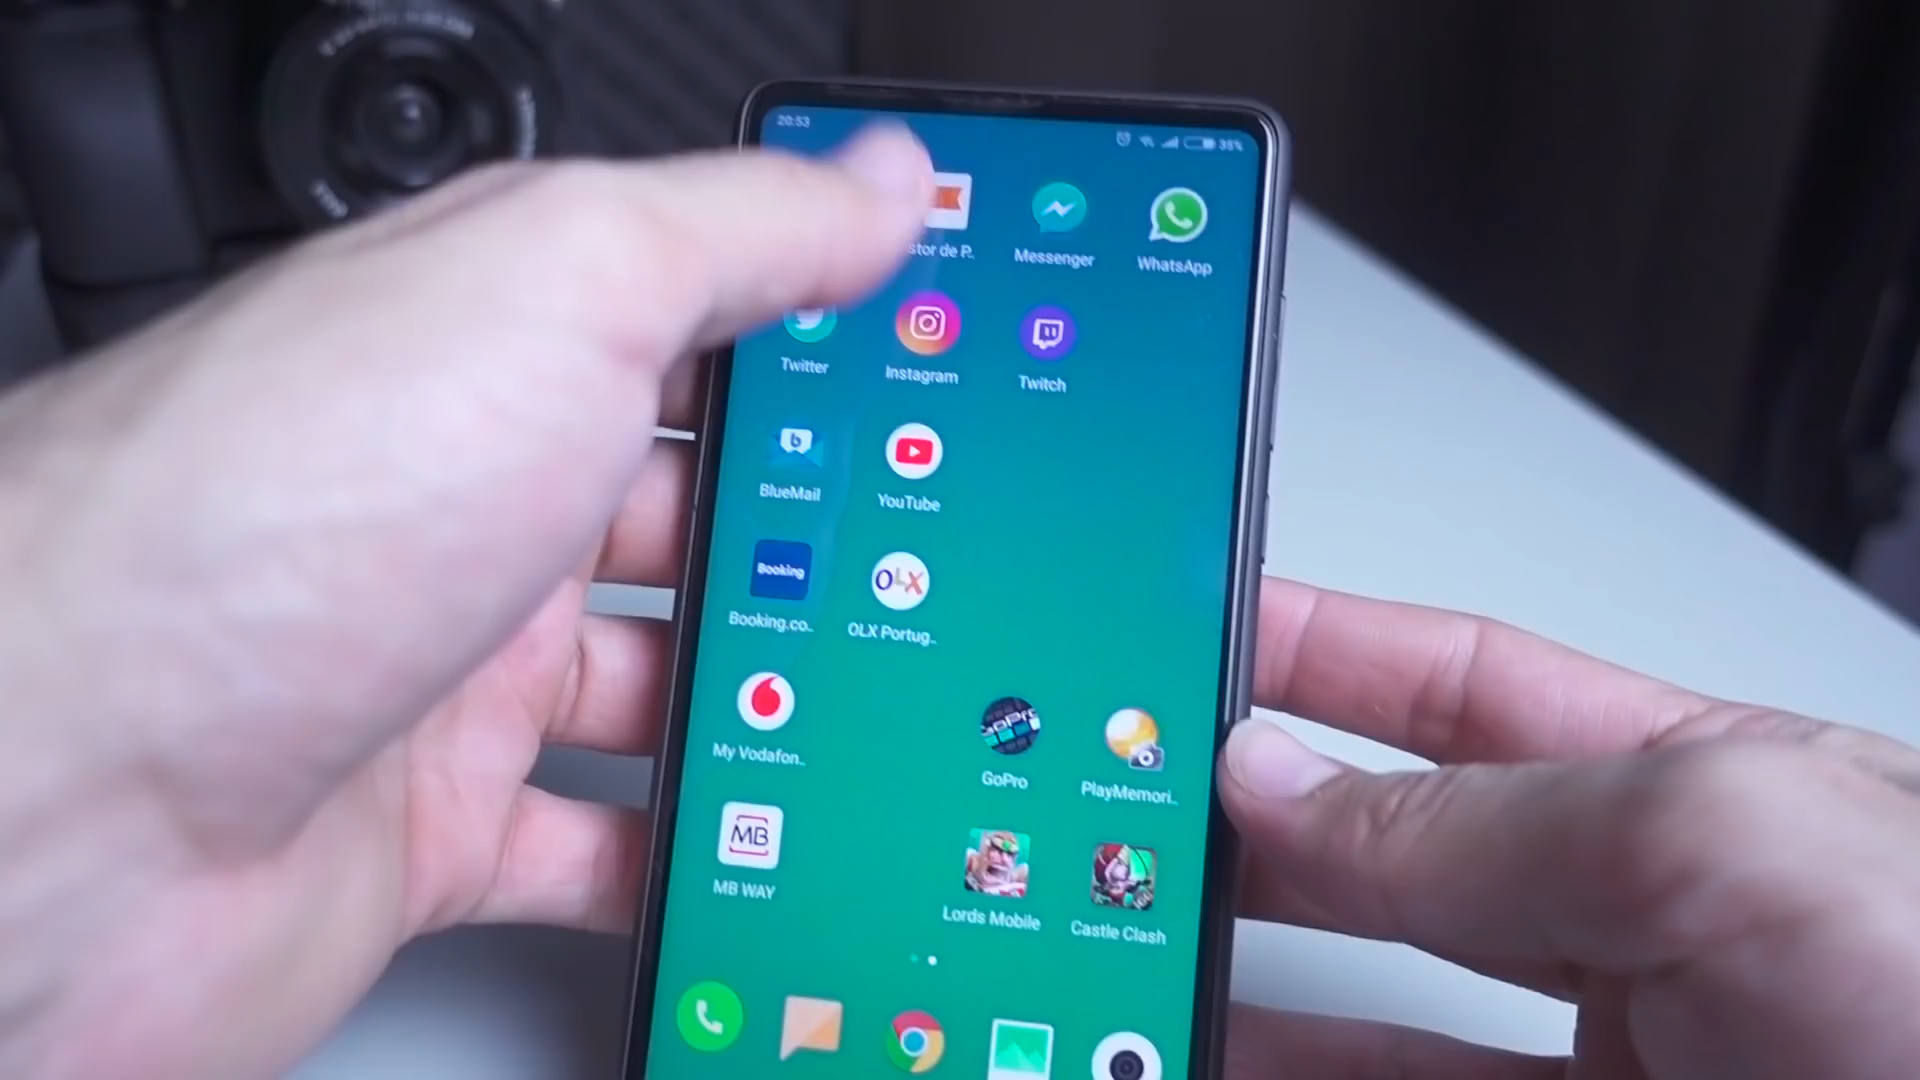 20:53
35%
stor de P..
Messenger
WhatsApp
Twitter
Instagram
Twitch
b
BlueMail
YouTube
Booking
OLX
Booking.co..
OLX Portug..
GoPro
My Vodafon..
GoPro
PlayMemori..
MB
MB WAY
Lords Mobile
Castle Clash